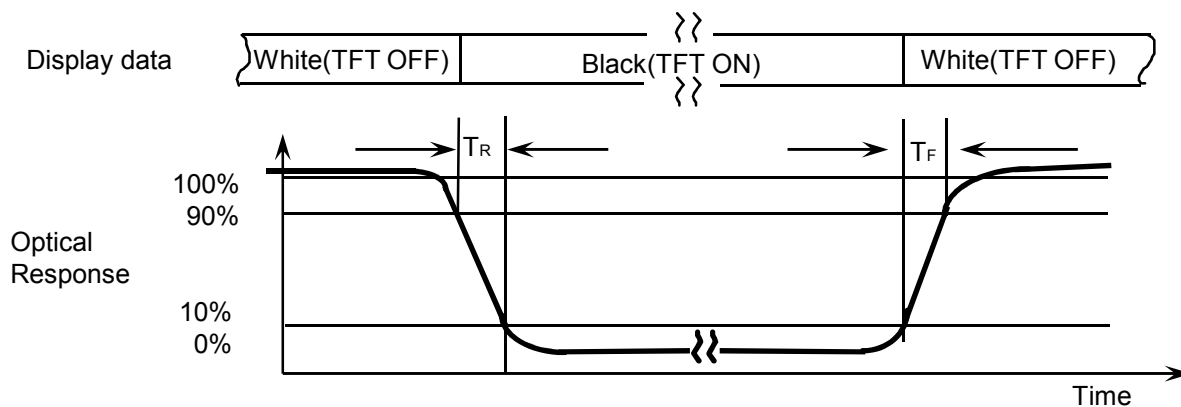 Display data
White(TFT OFF)
Black(TFT ON)
White(TFT OFF)
TR
TF
100%
90%
Optical
Response
10%
0%
Time